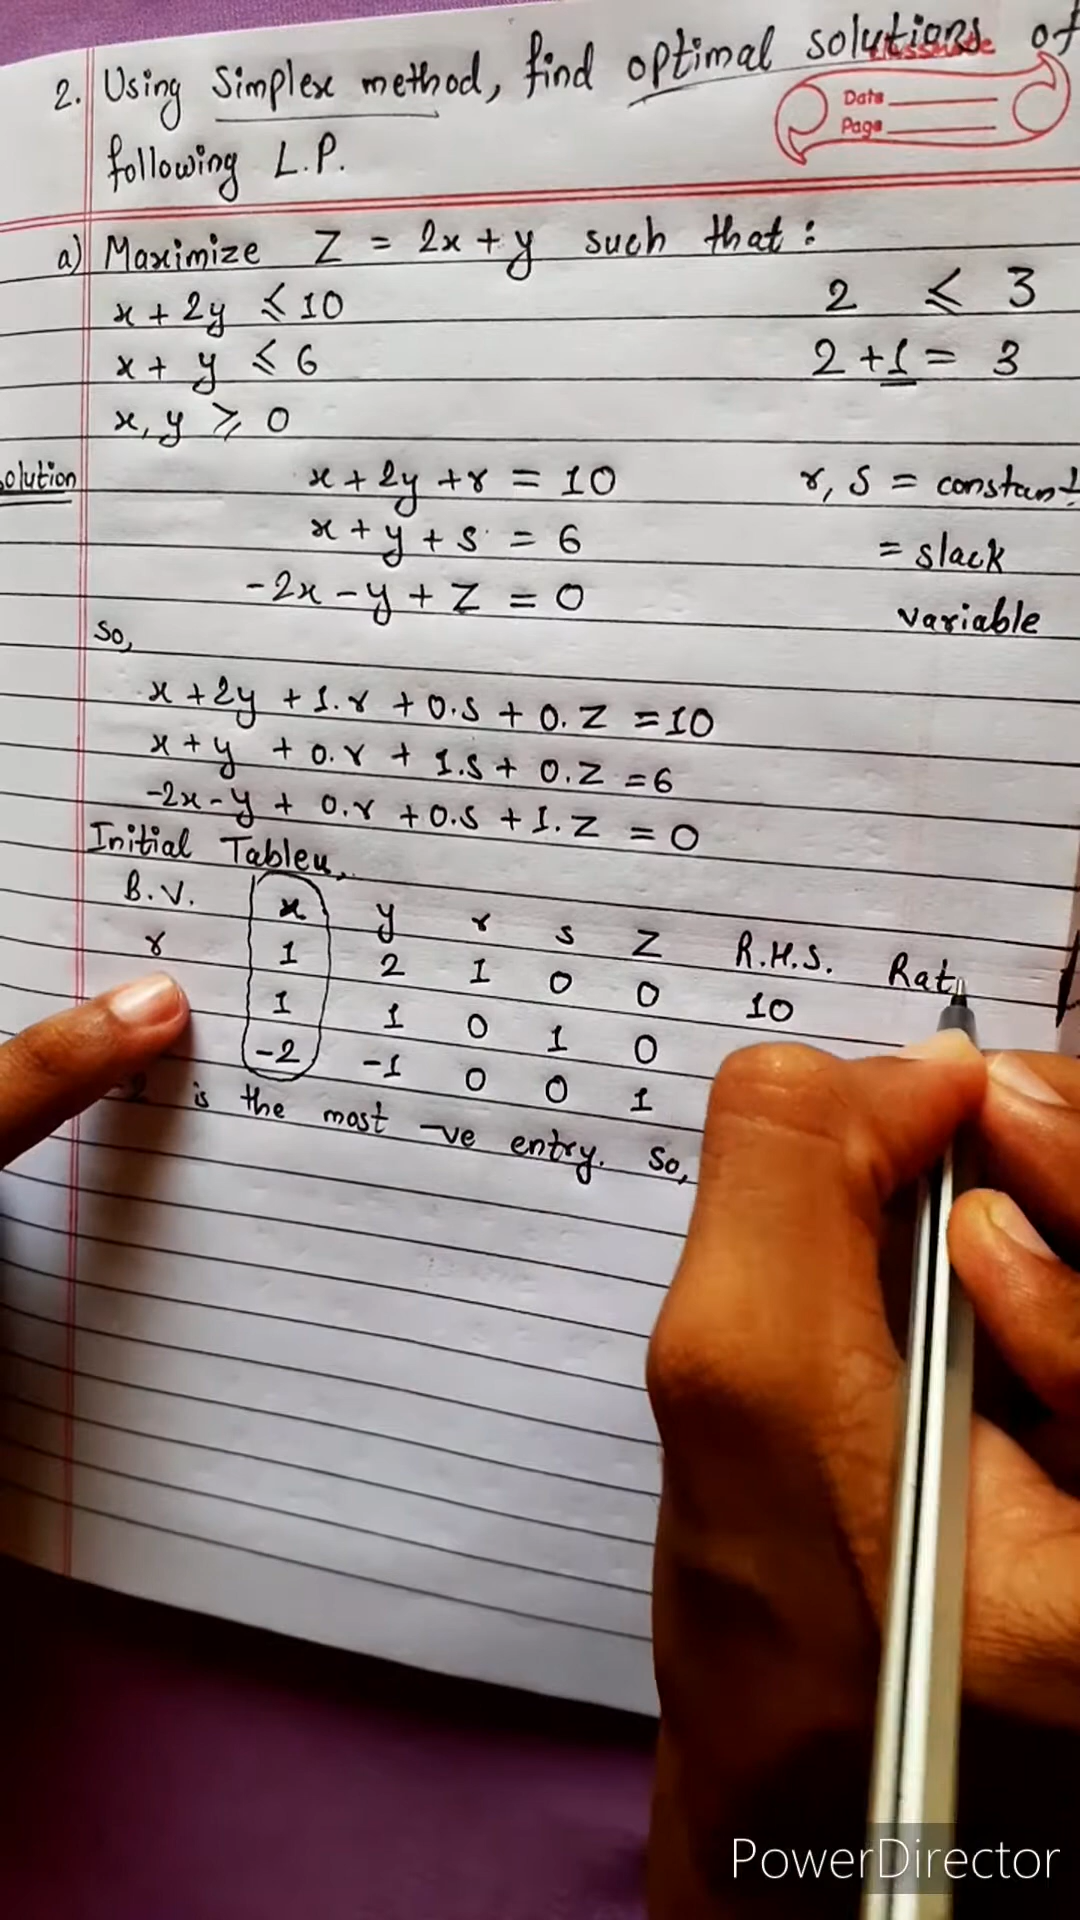 2. Using Simplex method, find optimal solutions of
classmate
Date
Page
following L.P.
a) Maximize Z = 2x + y such that :
x + 2y ⩽ 10
2 ⩽ 3
x + y ⩽ 6
2 + 1 = 3
x, y ⩾ 0
olution
x + 2y + r = 10
r, s = constant
x + y + s = 6
= slack
-2x - y + Z = 0
variable
So,
x + 2y + 1.r + 0.s + 0.Z = 10
x + y + 0.r + 1.s + 0.Z = 6
-2x - y + 0.r + 0.s + 1.Z = 0
Initial Tableu,
B.V. x y r s Z R.H.S. Rat
r 1 2 1 0 0 10
1 1 0 1 0
-2 -1 0 0 1
-2 is the most -ve entry. So,
PowerDirector